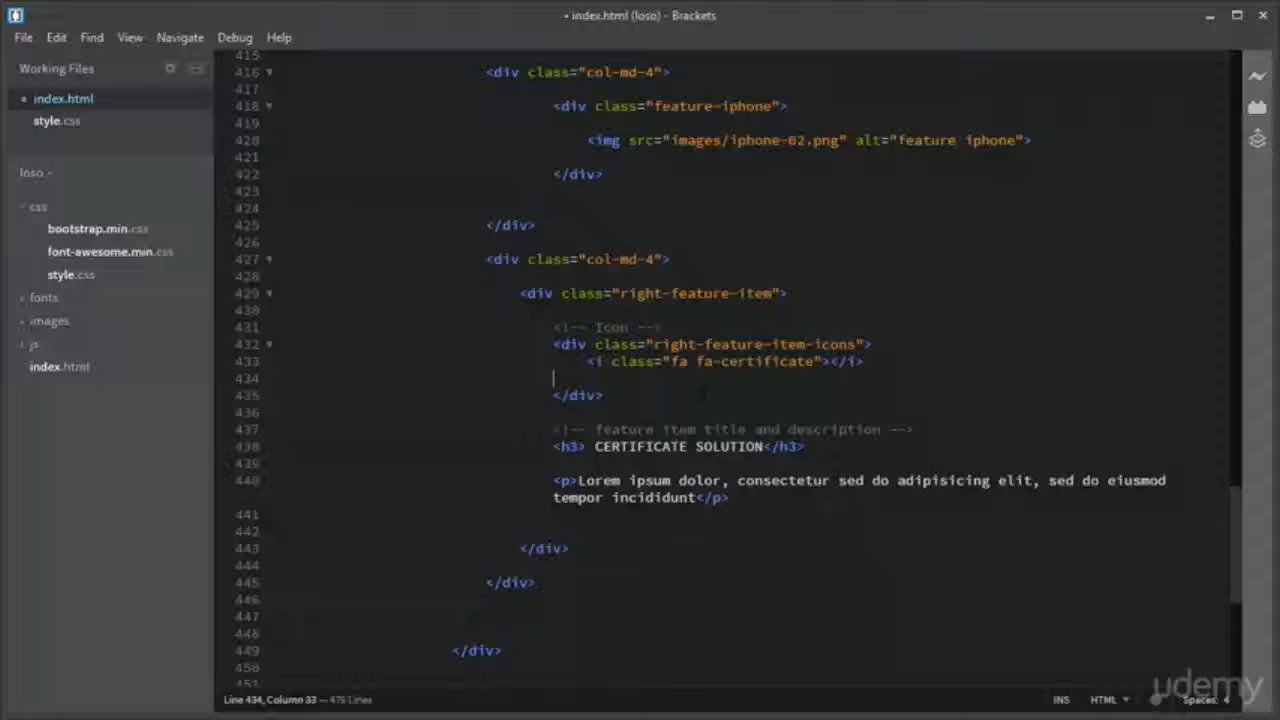 • index.html (loso) - Brackets
File Edit Find View Navigate Debug Help
Working Files
• index.html
style.css
loso
css
bootstrap.min.css
font-awesome.min.css
style.css
fonts
images
js
index.html
415
416 <div class="col-md-4">
417
418 <div class="feature-iphone">
419
420 <img src="images/iphone-02.png" alt="feature iphone">
421
422 </div>
423
424
425 </div>
426
427 <div class="col-md-4">
428
429 <div class="right-feature-item">
430
431 <!-- Icon -->
432 <div class="right-feature-item-icons">
433 <i class="fa fa-certificate"></i>
434
435 </div>
436
437 <!-- feature item title and description -->
438 <h3> CERTIFICATE SOLUTION</h3>
439
440 <p>Lorem ipsum dolor, consectetur sed do adipisicing elit, sed do eiusmod
tempor incididunt</p>
441
442
443 </div>
444
445 </div>
446
447
448
449 </div>
450
451
Line 434, Column 33 — 475 Lines
INS HTML Spaces: 4
udemy